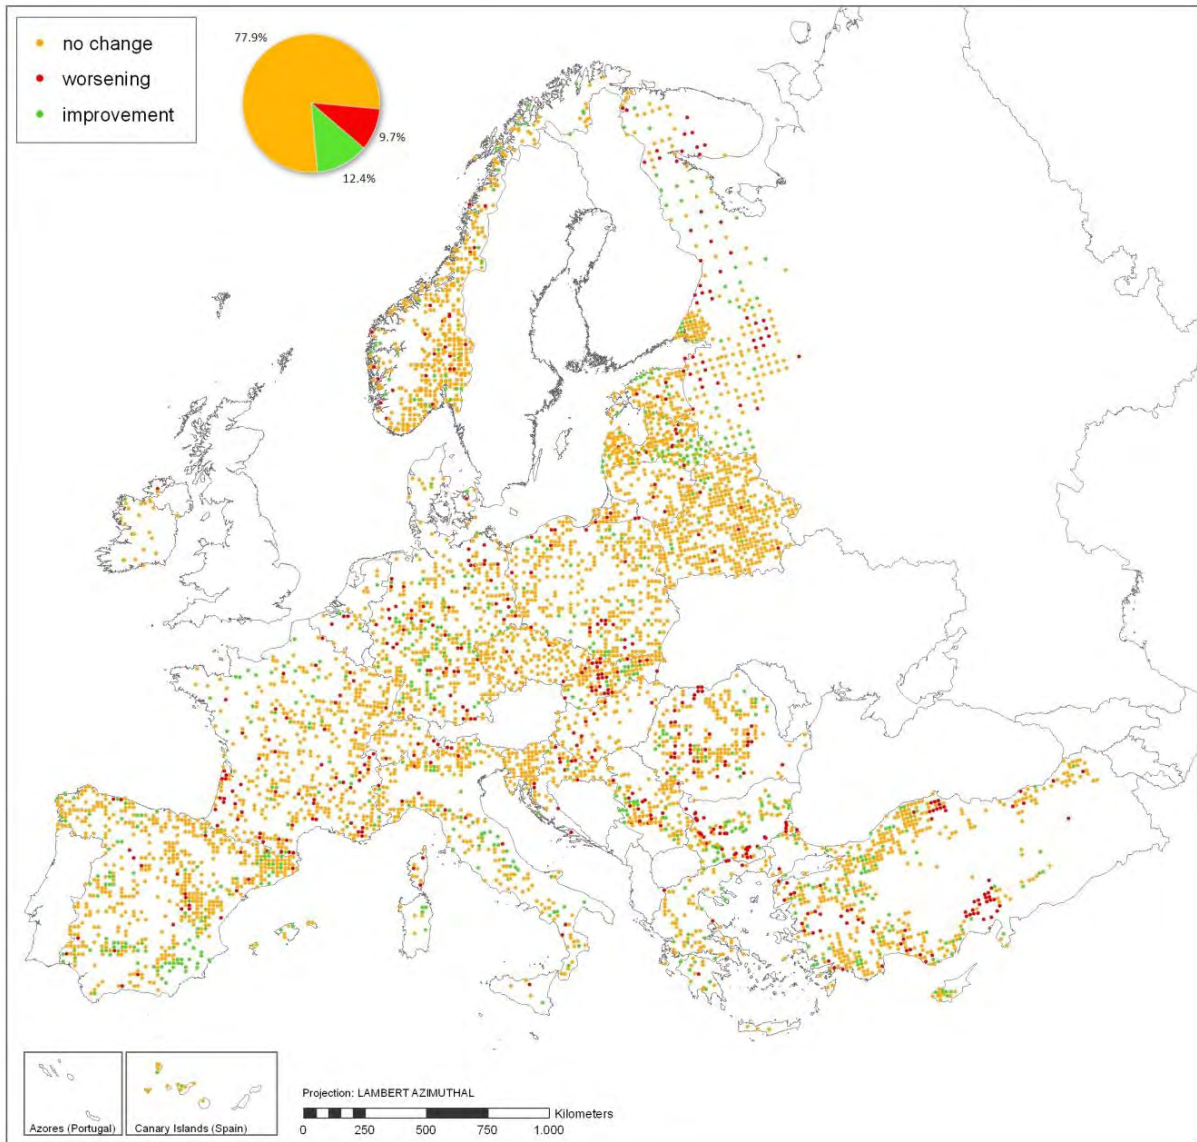 no change
worsening
improvement
77.9%
9.7%
12.4%
Azores (Portugal)
Canary Islands (Spain)
Projection: LAMBERT AZIMUTHAL
Kilometers
0 250 500 750 1.000